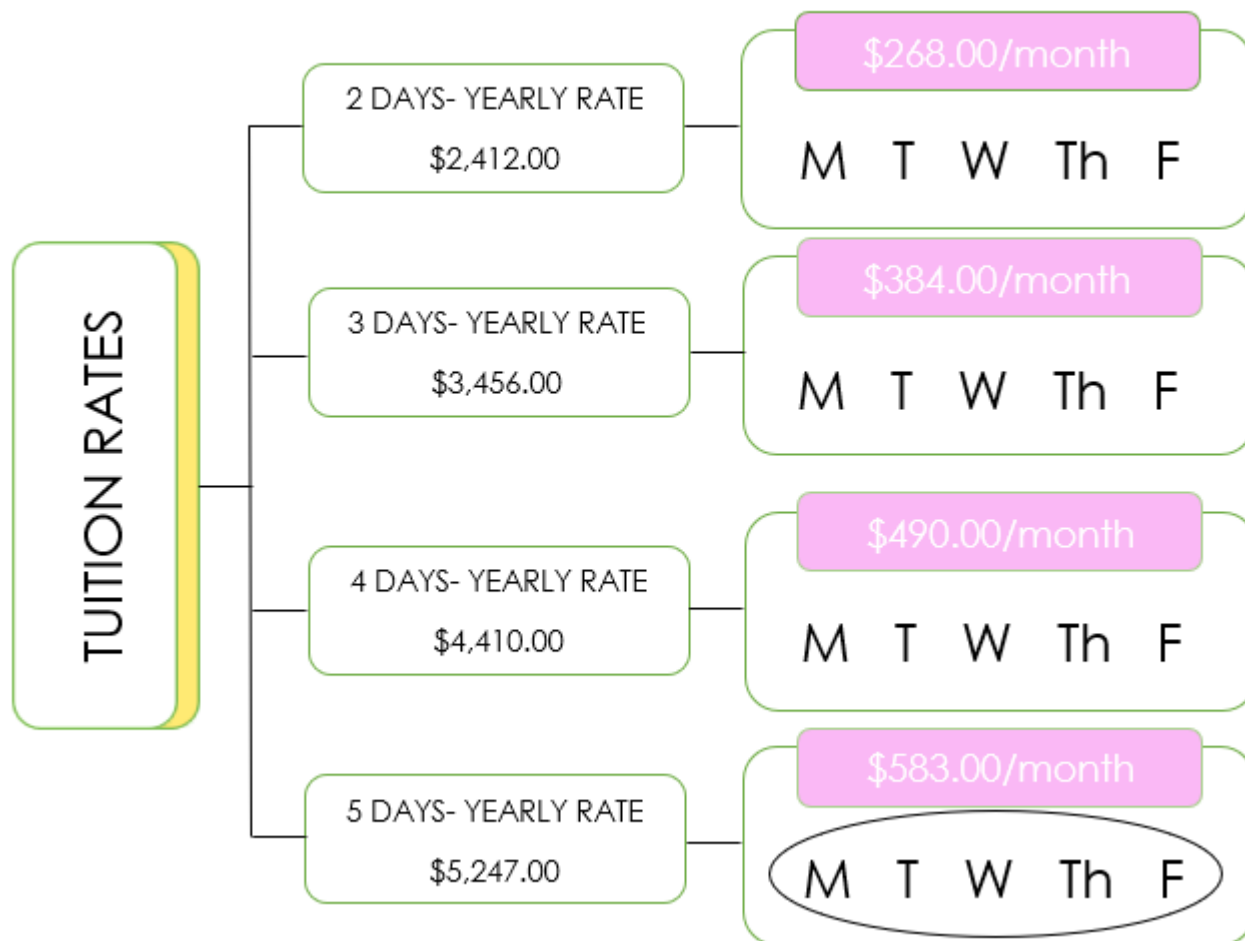 TUITION RATES
2 DAYS- YEARLY RATE
$2,412.00
$268.00/month
M T W Th F
3 DAYS- YEARLY RATE
$3,456.00
$384.00/month
M T W Th F
4 DAYS- YEARLY RATE
$4,410.00
$490.00/month
M T W Th F
5 DAYS- YEARLY RATE
$5,247.00
$583.00/month
M T W Th F